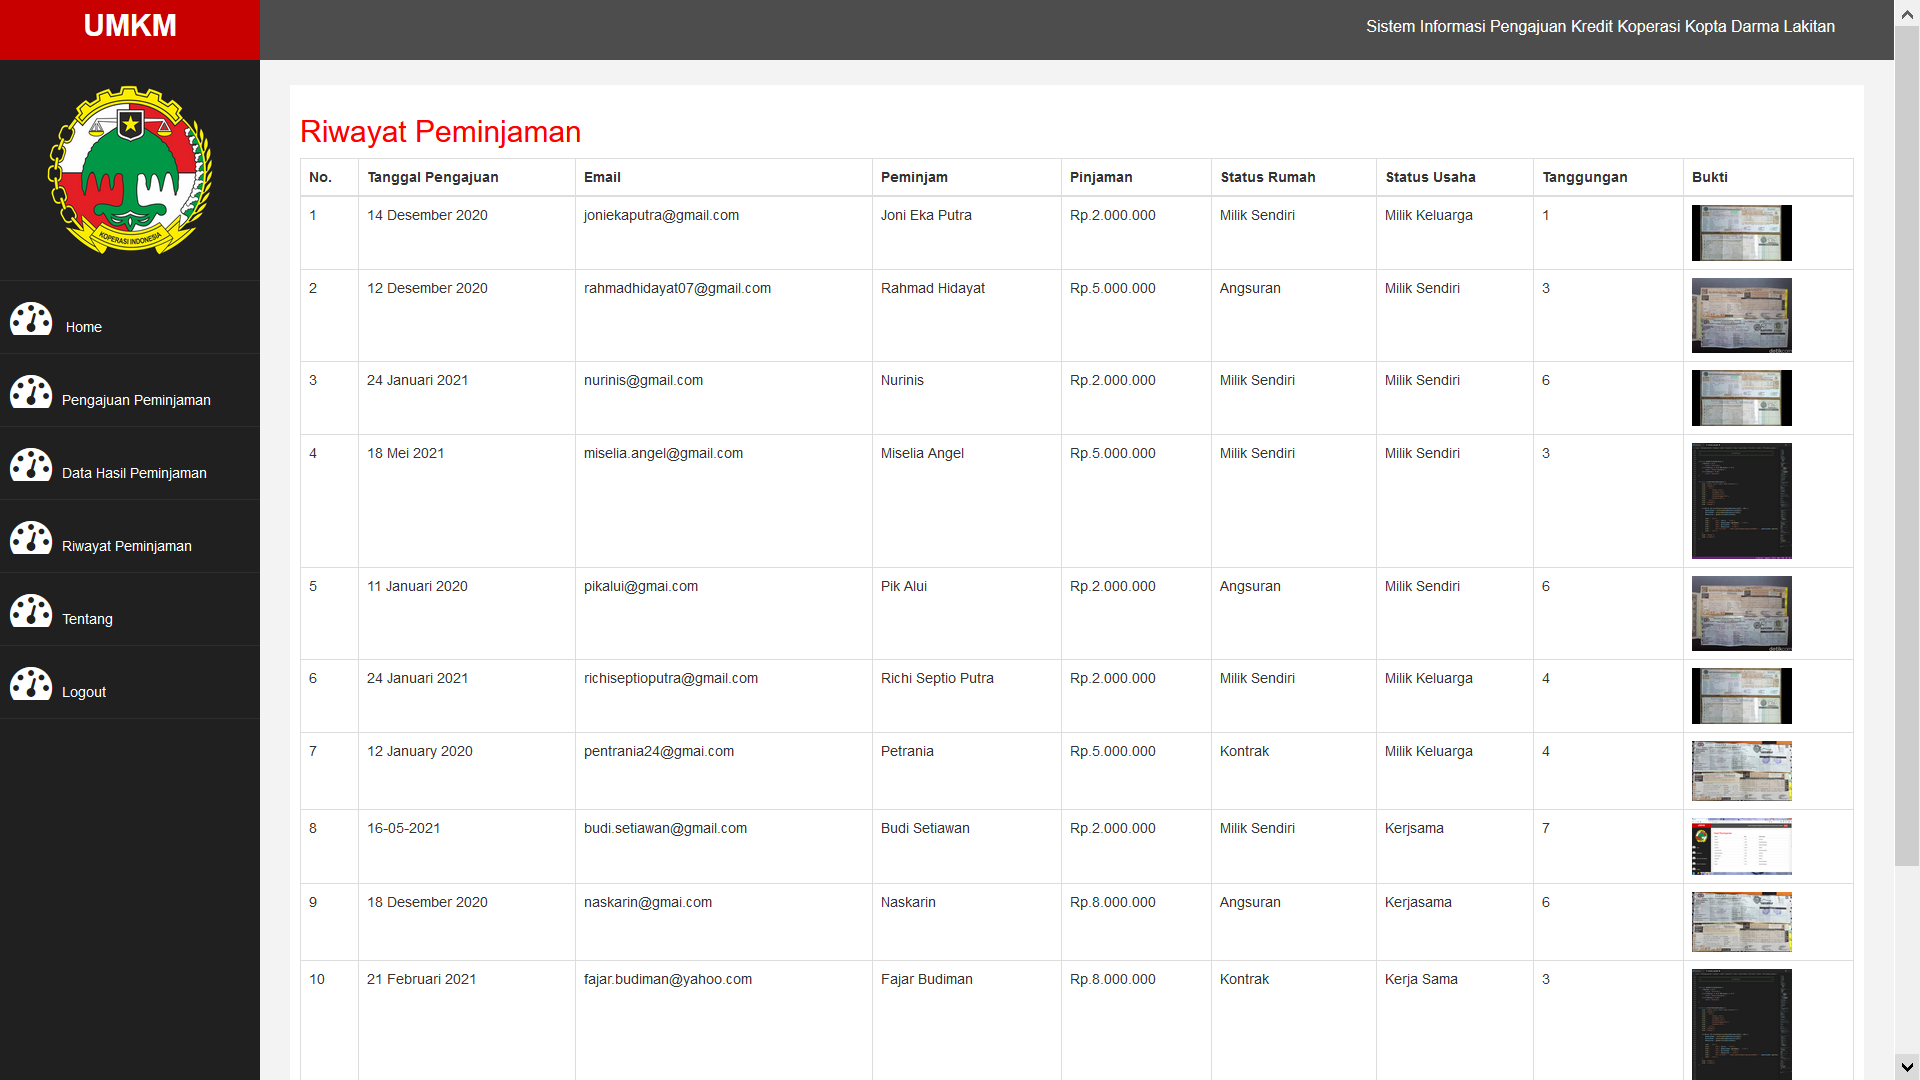 UMKM
Sistem Informasi Pengajuan Kredit Koperasi Kopta Darma Lakitan
KOPERASI INDONESIA
Home
Pengajuan Peminjaman
Data Hasil Peminjaman
Riwayat Peminjaman
Tentang
Logout
Riwayat Peminjaman
No. Tanggal Pengajuan Email Peminjam Pinjaman Status Rumah Status Usaha Tanggungan Bukti
1 14 Desember 2020 joniekaputra@gmail.com Joni Eka Putra Rp.2.000.000 Milik Sendiri Milik Keluarga 1
2 12 Desember 2020 rahmadhidayat07@gmail.com Rahmad Hidayat Rp.5.000.000 Angsuran Milik Sendiri 3
detikcom
3 24 Januari 2021 nurinis@gmail.com Nurinis Rp.2.000.000 Milik Sendiri Milik Sendiri 6
4 18 Mei 2021 miselia.angel@gmail.com Miselia Angel Rp.5.000.000 Milik Sendiri Milik Sendiri 3
5 11 Januari 2020 pikalui@gmai.com Pik Alui Rp.2.000.000 Angsuran Milik Sendiri 6
detikcom
6 24 Januari 2021 richiseptioputra@gmail.com Richi Septio Putra Rp.2.000.000 Milik Sendiri Milik Keluarga 4
7 12 January 2020 pentrania24@gmai.com Petrania Rp.5.000.000 Kontrak Milik Keluarga 4
8 16-05-2021 budi.setiawan@gmail.com Budi Setiawan Rp.2.000.000 Milik Sendiri Kerjsama 7
9 18 Desember 2020 naskarin@gmai.com Naskarin Rp.8.000.000 Angsuran Kerjasama 6
10 21 Februari 2021 fajar.budiman@yahoo.com Fajar Budiman Rp.8.000.000 Kontrak Kerja Sama 3